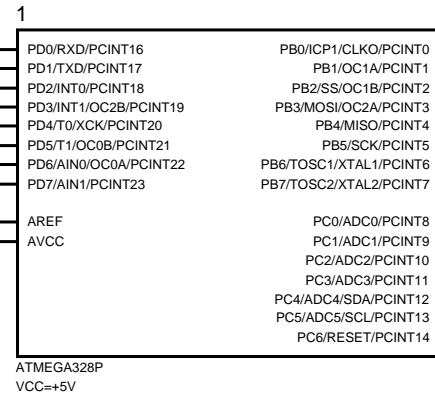 1
PD0/RXD/PCINT16 PB0/ICP1/CLKO/PCINT0
PD1/TXD/PCINT17 PB1/OC1A/PCINT1
PD2/INT0/PCINT18 PB2/SS/OC1B/PCINT2
PD3/INT1/OC2B/PCINT19 PB3/MOSI/OC2A/PCINT3
PD4/T0/XCK/PCINT20 PB4/MISO/PCINT4
PD5/T1/OC0B/PCINT21 PB5/SCK/PCINT5
PD6/AIN0/OC0A/PCINT22 PB6/TOSC1/XTAL1/PCINT6
PD7/AIN1/PCINT23 PB7/TOSC2/XTAL2/PCINT7
AREF PC0/ADC0/PCINT8
AVCC PC1/ADC1/PCINT9
PC2/ADC2/PCINT10
PC3/ADC3/PCINT11
PC4/ADC4/SDA/PCINT12
PC5/ADC5/SCL/PCINT13
PC6/RESET/PCINT14
ATMEGA328P
VCC=+5V